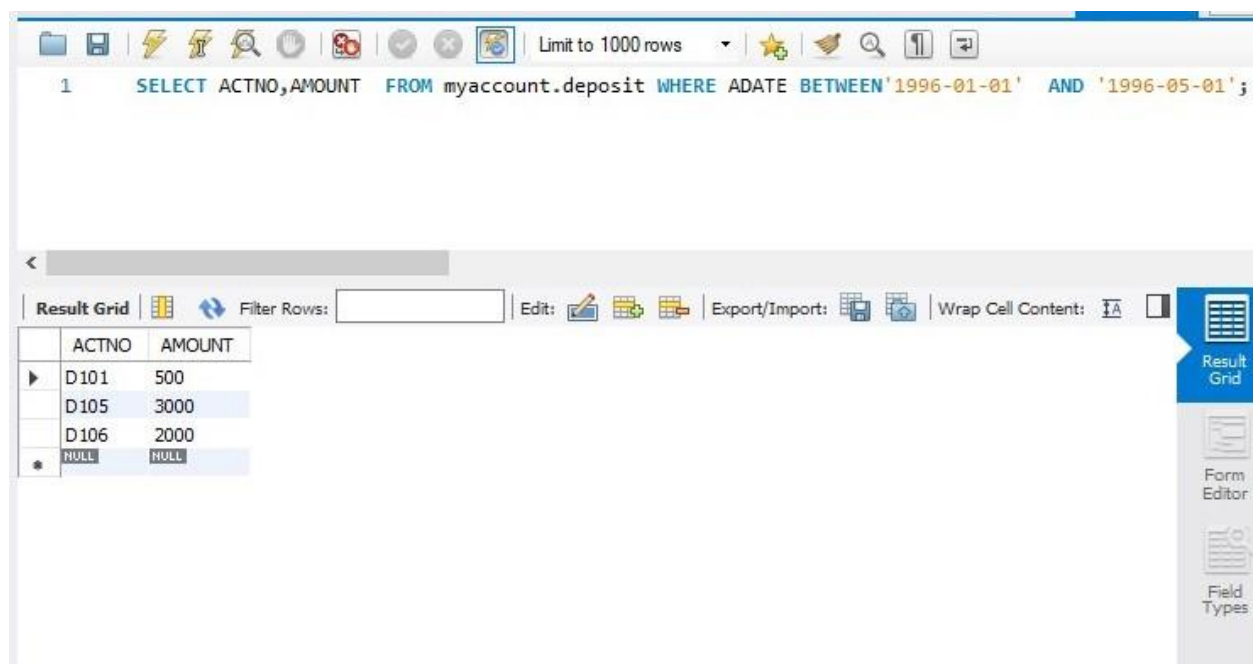 Limit to 1000 rows
1 SELECT ACTNO,AMOUNT  FROM myaccount.deposit WHERE ADATE BETWEEN'1996-01-01'  AND '1996-05-01';
Result Grid Filter Rows: Edit: Export/Import: Wrap Cell Content:
ACTNO AMOUNT
D101 500
D105 3000
D106 2000
NULL NULL
Result
Grid
Form
Editor
Field
Types